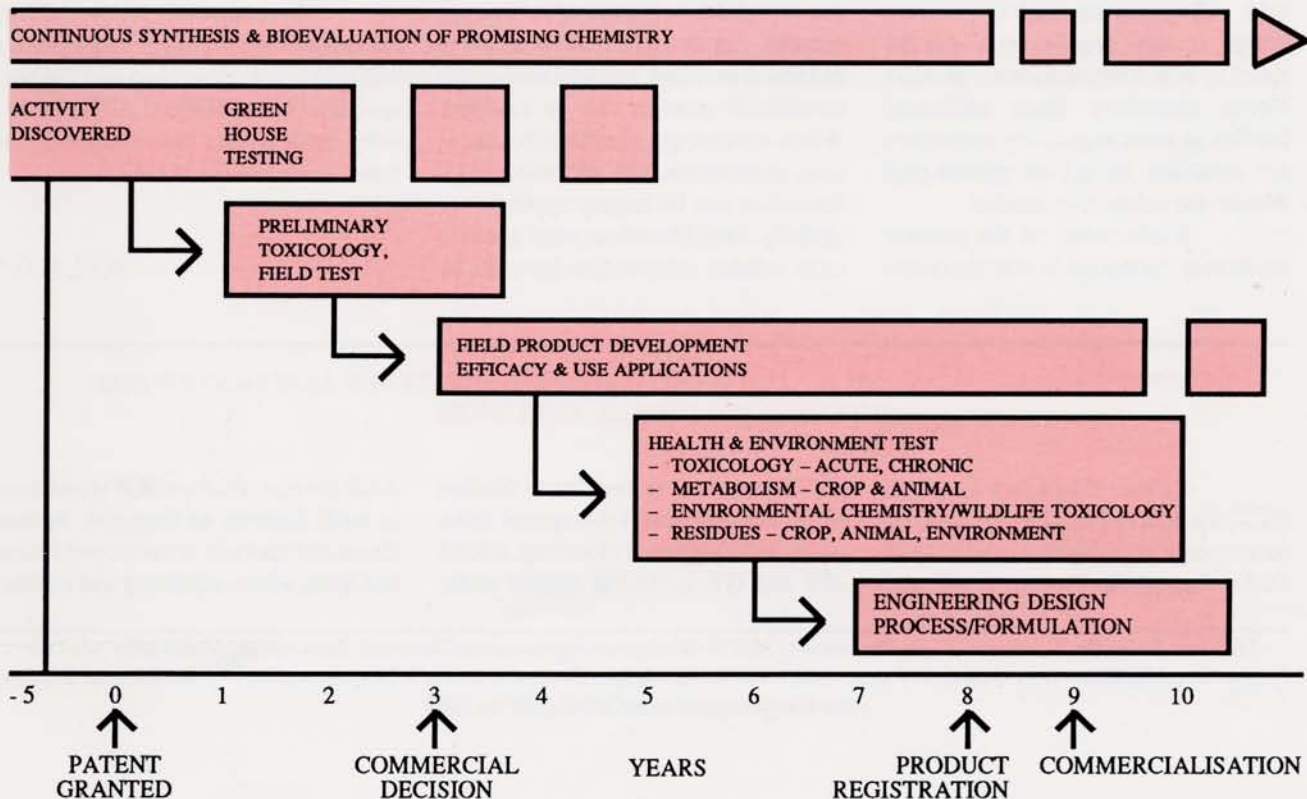 CONTINUOUS SYNTHESIS & BIOEVALUATION OF PROMISING CHEMISTRY
ACTIVITY
DISCOVERED
GREEN
HOUSE
TESTING
PRELIMINARY
TOXICOLOGY,
FIELD TEST
FIELD PRODUCT DEVELOPMENT
EFFICACY & USE APPLICATIONS
HEALTH & ENVIRONMENT TEST
– TOXICOLOGY – ACUTE, CHRONIC
– METABOLISM – CROP & ANIMAL
– ENVIRONMENTAL CHEMISTRY/WILDLIFE TOXICOLOGY
– RESIDUES – CROP, ANIMAL, ENVIRONMENT
ENGINEERING DESIGN
PROCESS/FORMULATION
-5 0 1 2 3 4 5 6 7 8 9 10
PATENT
GRANTED
COMMERCIAL
DECISION
YEARS
PRODUCT
REGISTRATION
COMMERCIALISATION